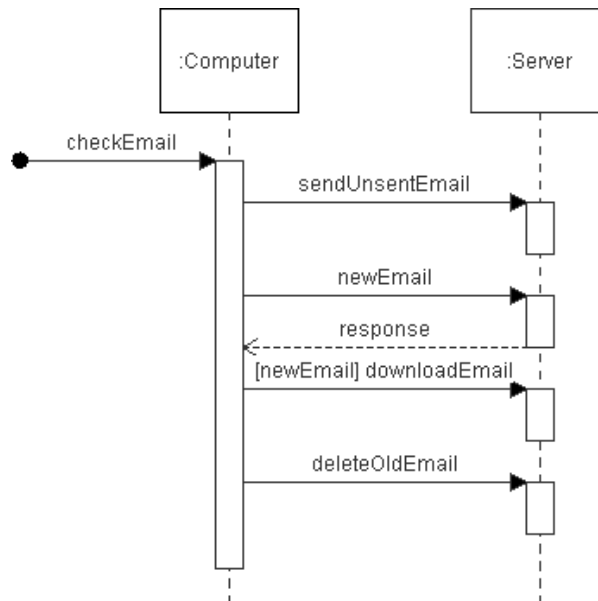 :Computer
:Server
checkEmail
sendUnsentEmail
newEmail
response
[newEmail] downloadEmail
deleteOldEmail